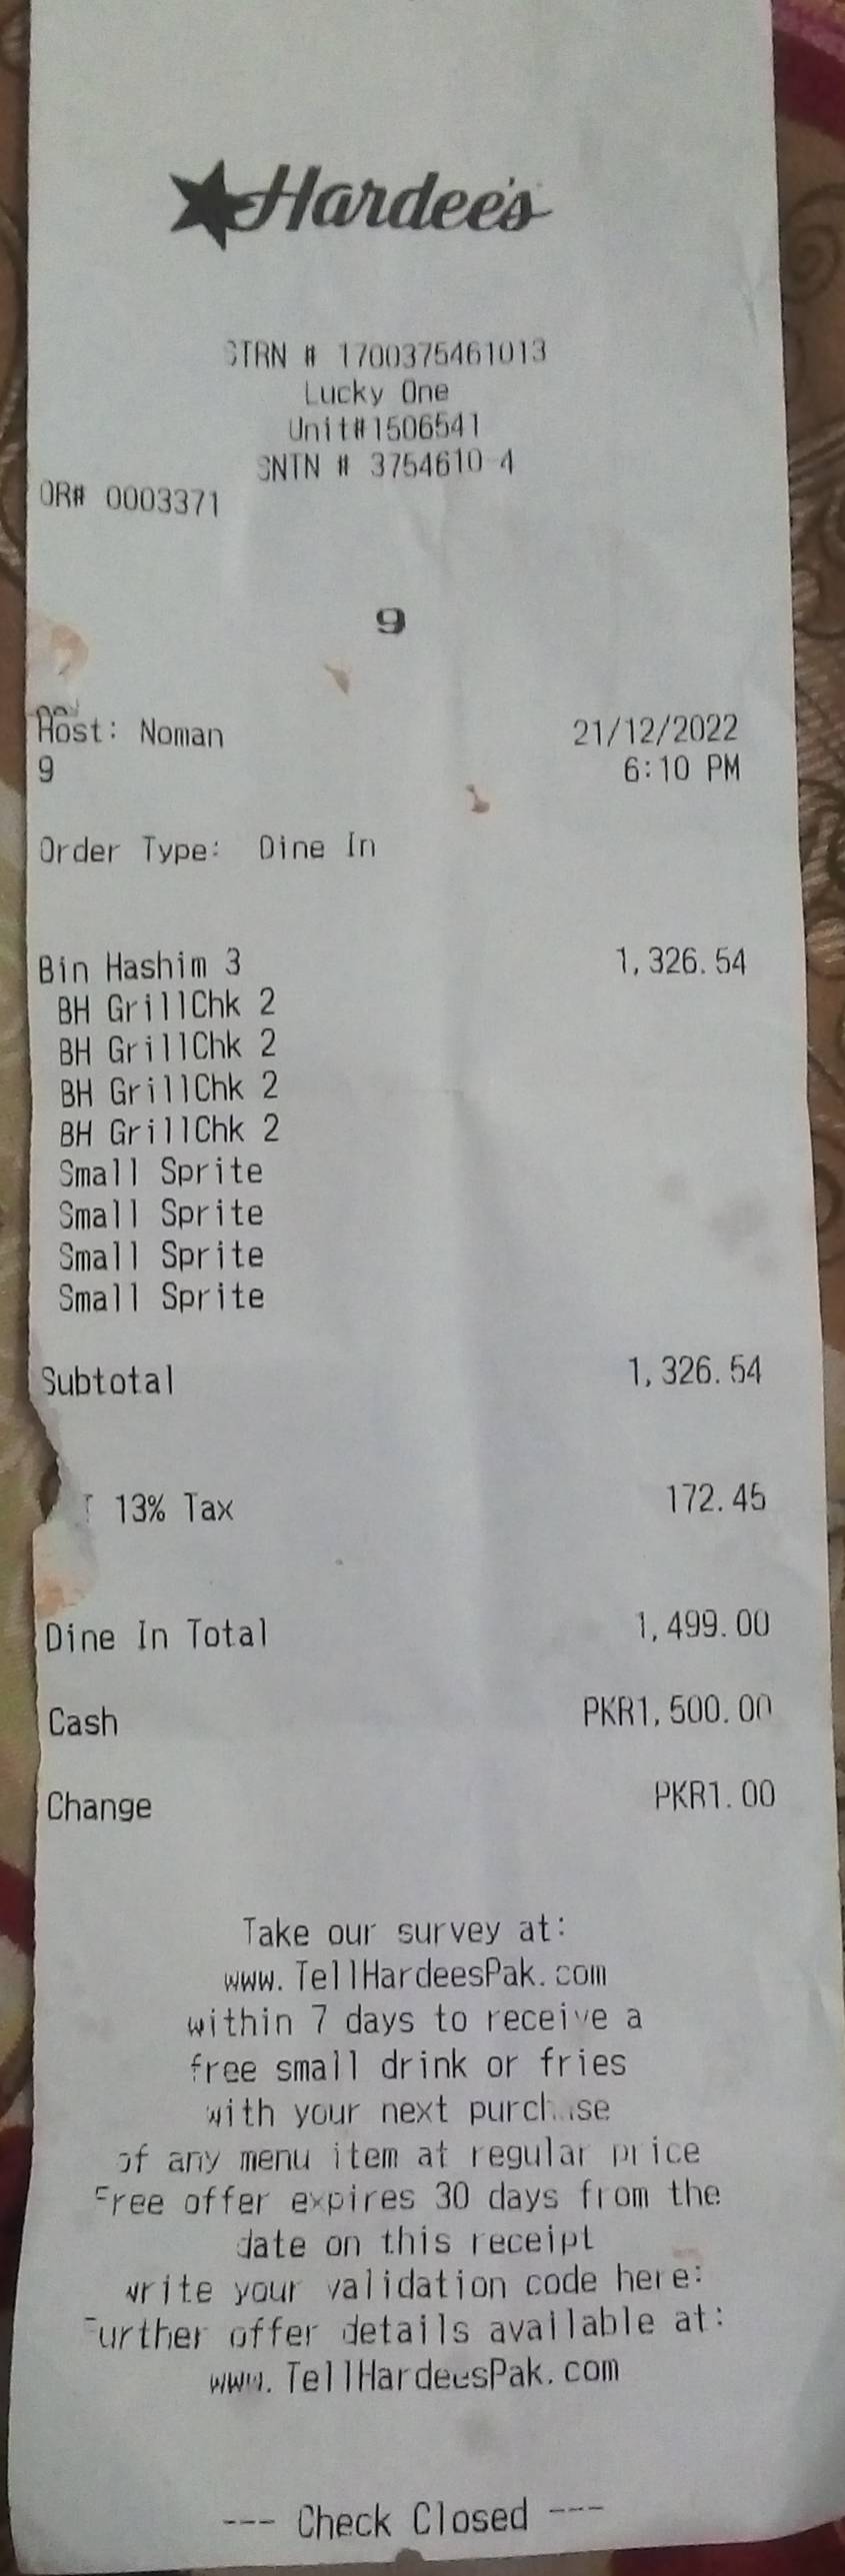 Hardee's
STRN # 1700375461013
Lucky One
Unit#1506541
SNTN # 3754610-4
OR# 0003371
9
Host: Noman 21/12/2022
9 6:10 PM
Order Type: Dine In
Bin Hashim 3 1,326.54
BH GrillChk 2
BH GrillChk 2
BH GrillChk 2
BH GrillChk 2
Small Sprite
Small Sprite
Small Sprite
Small Sprite
Subtotal 1,326.54
13% Tax 172.45
Dine In Total 1,499.00
Cash PKR1,500.00
Change PKR1.00
Take our survey at:
www.TellHardeesPak.com
within 7 days to receive a
free small drink or fries
with your next purchase
of any menu item at regular price
Free offer expires 30 days from the
date on this receipt
write your validation code here:
Further offer details available at:
www.TellHardeesPak.com
--- Check Closed ---